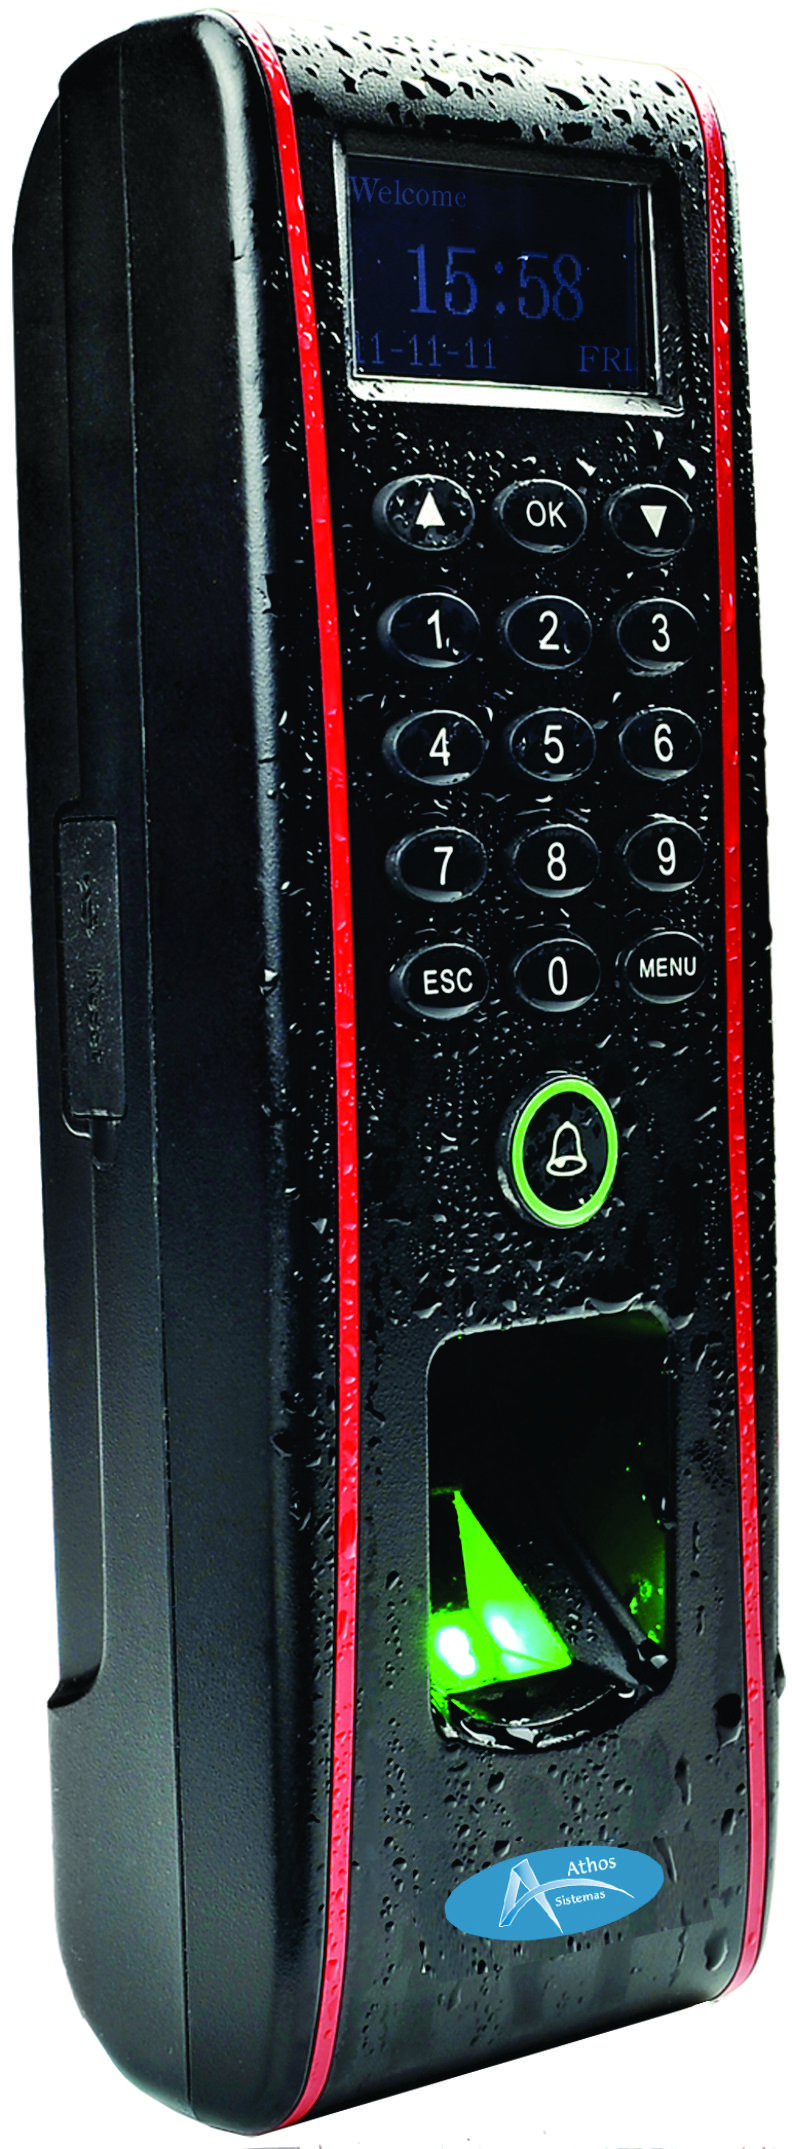 Welcome
15:58
11-11-11 FRI
OK
1 2 3
4 5 6
7 8 9
ESC 0 MENU
Athos
Sistemas